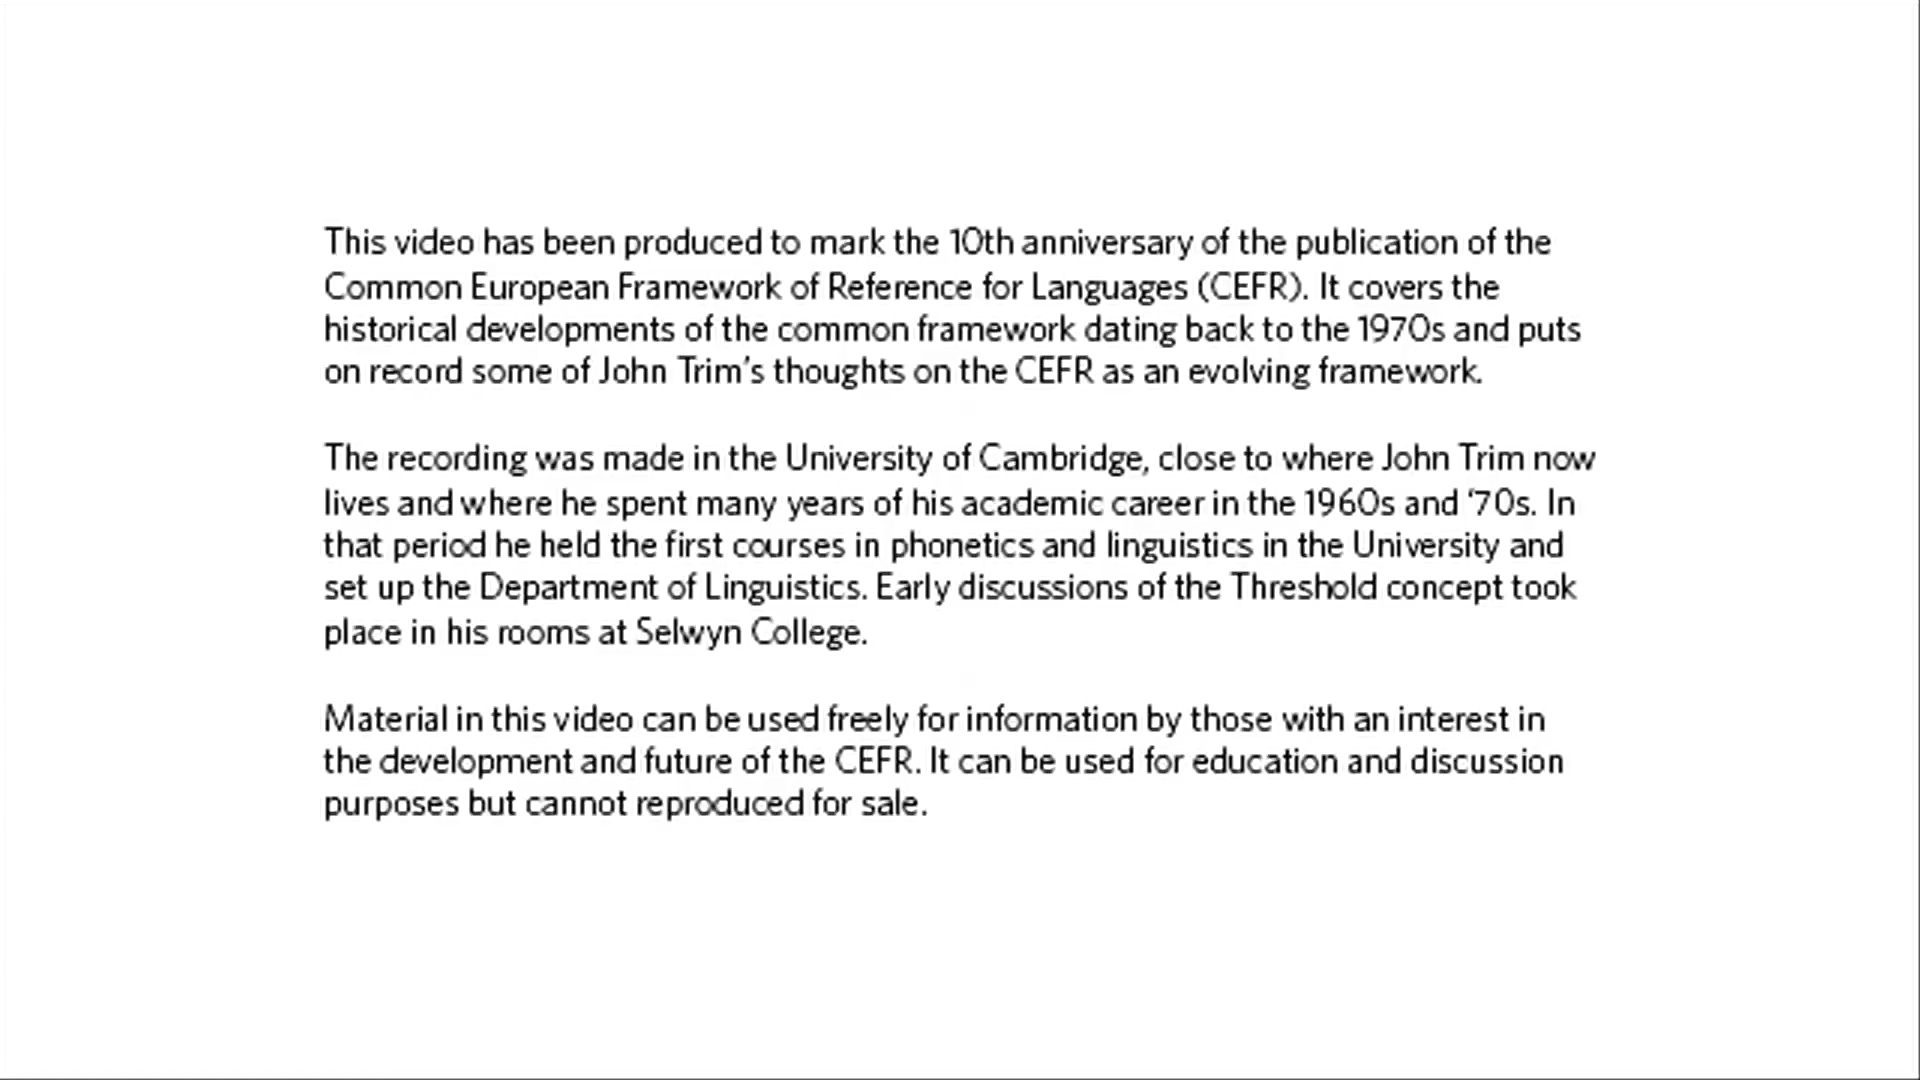 This video has been produced to mark the 10th anniversary of the publication of the
Common European Framework of Reference for Languages (CEFR). It covers the
historical developments of the common framework dating back to the 1970s and puts
on record some of John Trim's thoughts on the CEFR as an evolving framework.
The recording was made in the University of Cambridge, close to where John Trim now
lives and where he spent many years of his academic career in the 1960s and '70s. In
that period he held the first courses in phonetics and linguistics in the University and
set up the Department of Linguistics. Early discussions of the Threshold concept took
place in his rooms at Selwyn College.
Material in this video can be used freely for information by those with an interest in
the development and future of the CEFR. It can be used for education and discussion
purposes but cannot reproduced for sale.